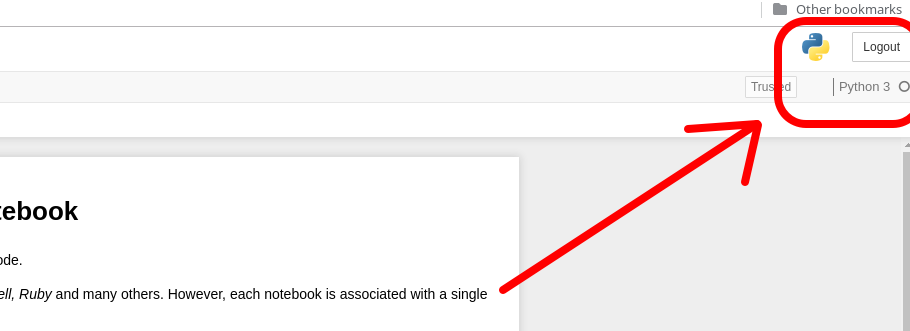 Other bookmarks
Logout
Trusted
Python 3
tebook
ode.
ell, Ruby and many others. However, each notebook is associated with a single